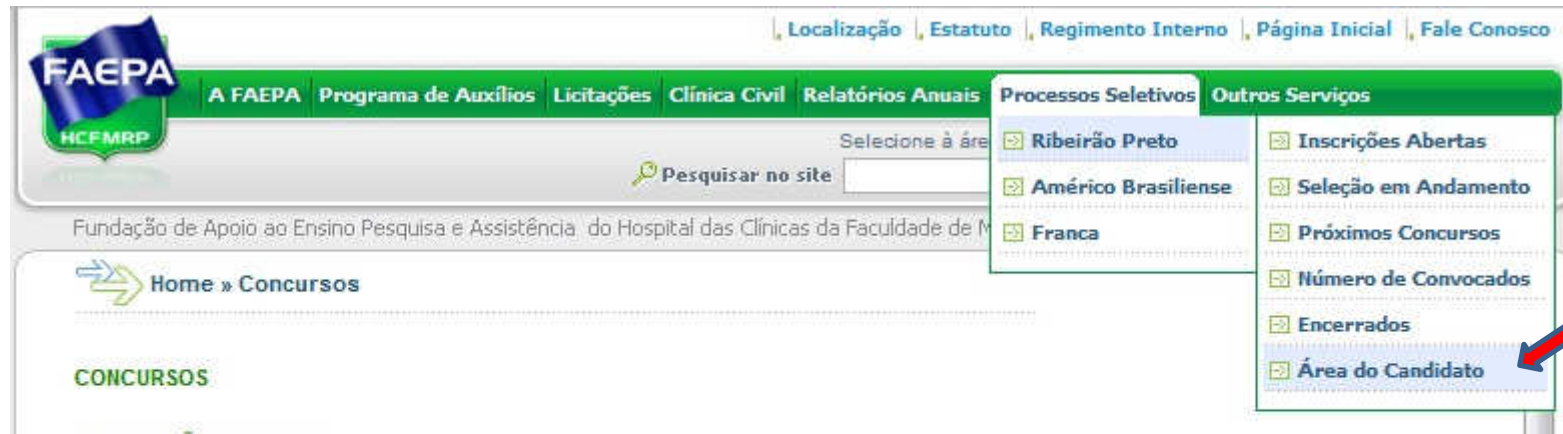 Localização Estatuto Regimento Interno Página Inicial Fale Conosco
FAEPA
HCFMRP
A FAEPA Programa de Auxílios Licitações Clínica Civil Relatórios Anuais Processos Seletivos Outros Serviços
Selecione à áre
Pesquisar no site
Ribeirão Preto
Américo Brasiliense
Franca
Inscrições Abertas
Seleção em Andamento
Próximos Concursos
Número de Convocados
Encerrados
Área do Candidato
Fundação de Apoio ao Ensino Pesquisa e Assistência do Hospital das Clínicas da Faculdade de M
Home » Concursos
CONCURSOS